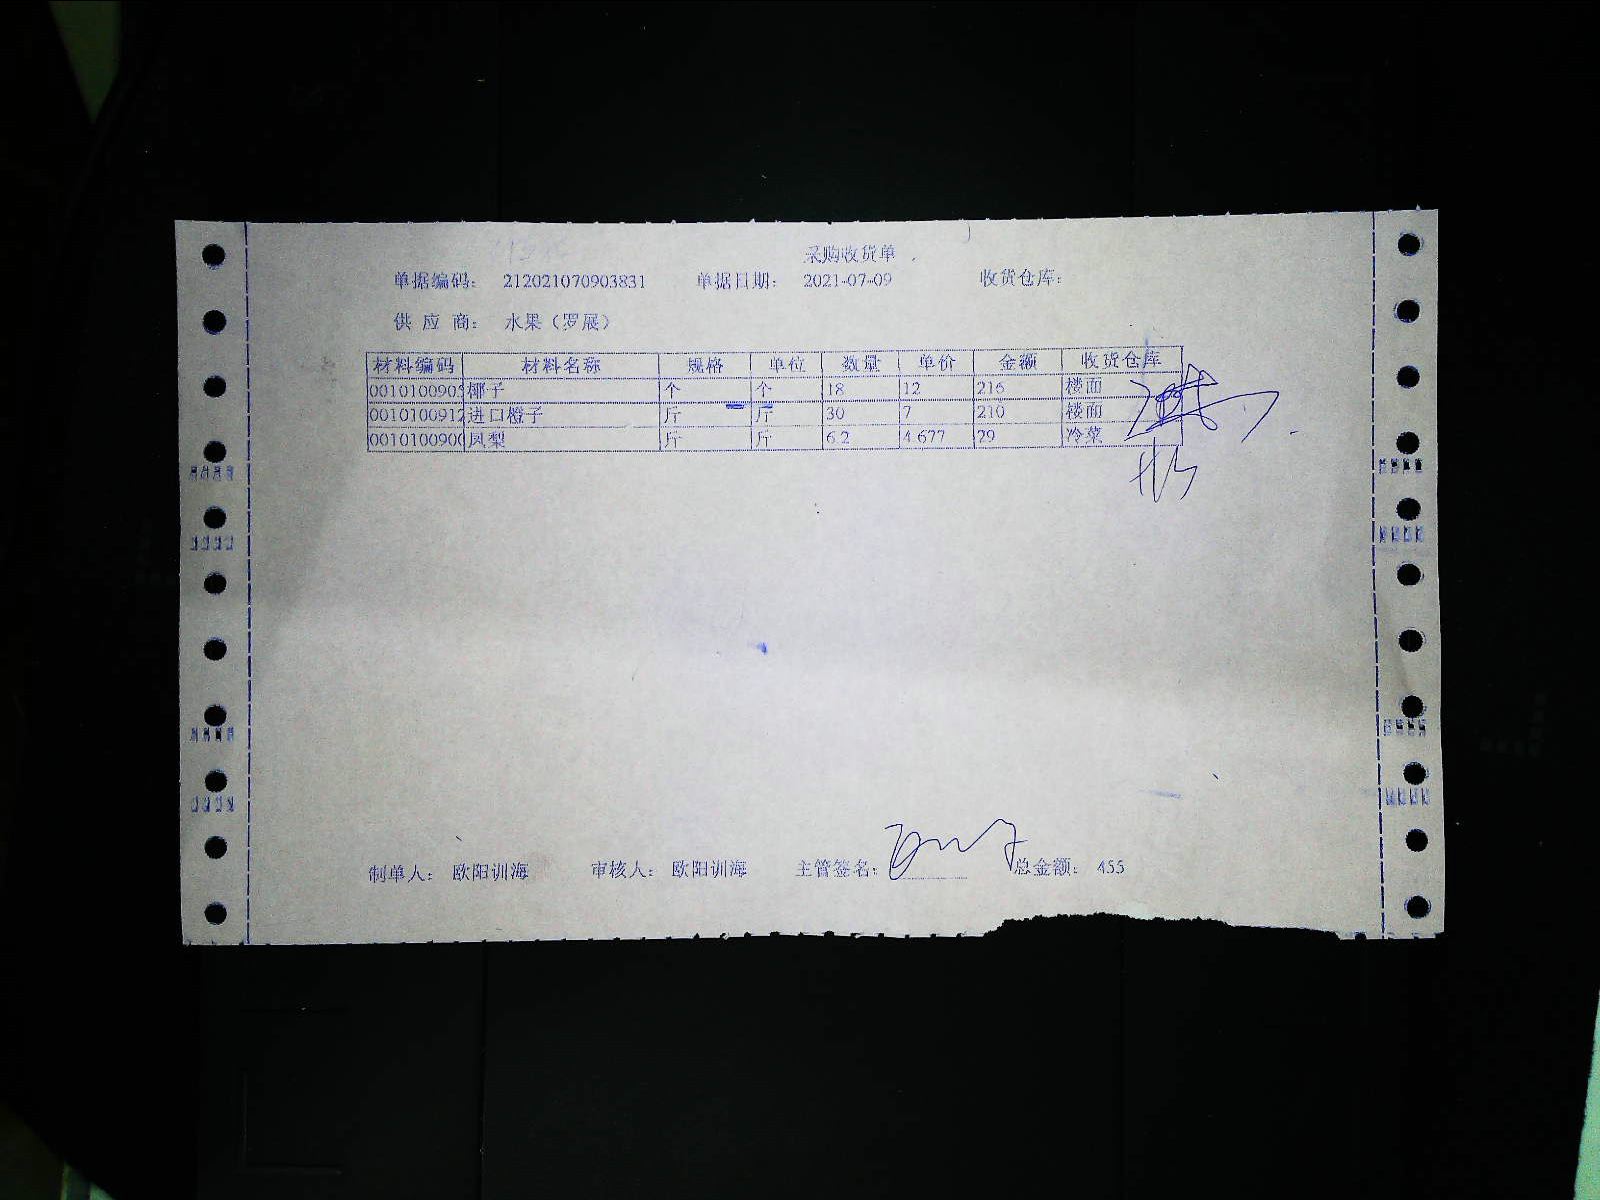 采购收货单
单据编码： 212021070903831 单据日期： 2021-07-09 收货仓库：
供 应 商： 水果（罗展）
材料编码 材料名称 规格 单位 数量 单价 金额 收货仓库
0010100905 椰子 个 个 18 12 216 楼面
0010100912 进口橙子 斤 斤 30 7 210 楼面
0010100900 凤梨 斤 斤 6.2 4.677 29 冷菜
制单人： 欧阳训海 审核人： 欧阳训海 主管签名： 总金额： 455